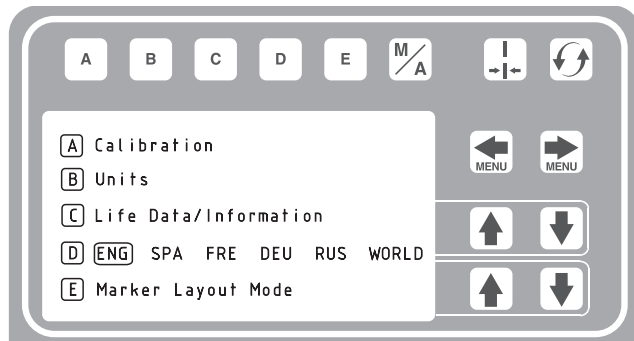 A B C D E M/A
MENU MENU
A Calibration
B Units
C Life Data/Information
D ENG SPA FRE DEU RUS WORLD
E Marker Layout Mode